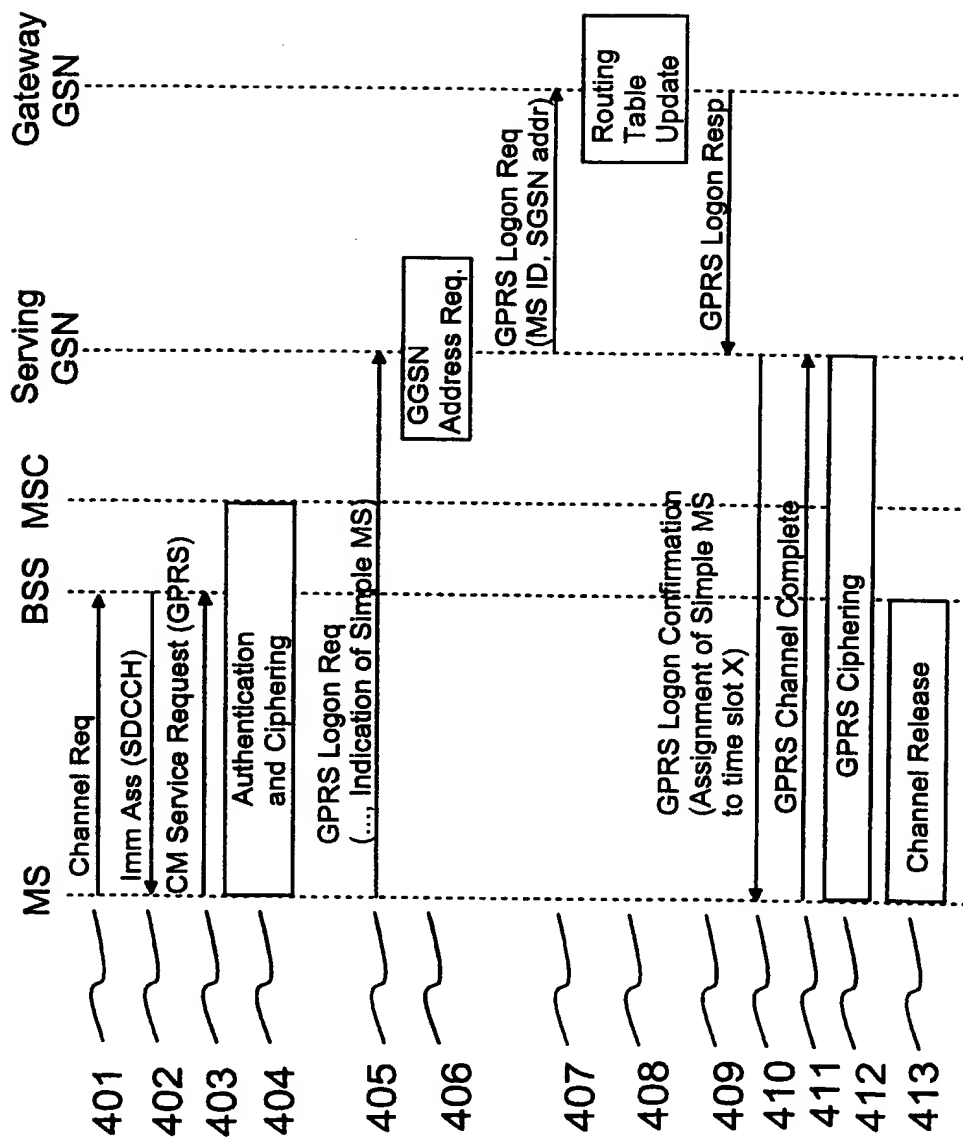 MS
BSS
MSC
Serving
GSN
Gateway
GSN
401
Channel Req
402
Imm Ass (SDCCH)
403
CM Service Request (GPRS)
404
Authentication
and Ciphering
405
GPRS Logon Req
(..., Indication of Simple MS)
406
GGSN
Address Req.
407
GPRS Logon Req
(MS ID, SGSN addr)
408
Routing
Table
Update
409
GPRS Logon Resp
410
GPRS Logon Confirmation
(Assignment of Simple MS
to time slot X)
411
GPRS Channel Complete
412
GPRS Ciphering
413
Channel Release